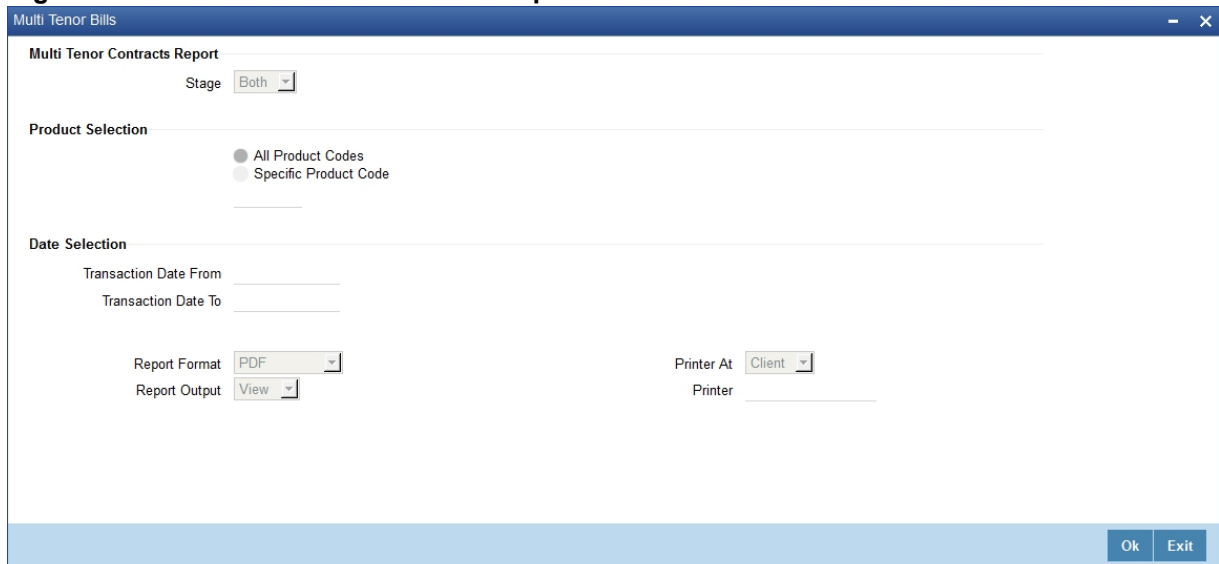 Multi Tenor Bills
Multi Tenor Contracts Report
Stage Both
Product Selection
All Product Codes
Specific Product Code
Date Selection
Transaction Date From
Transaction Date To
Report Format PDF Printer At Client
Report Output View Printer
Ok Exit